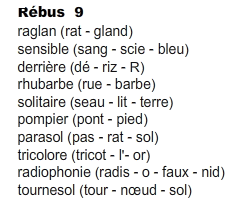 Rébus 9
raglan (rat - gland)
sensible (sang - scie - bleu)
derrière (dé - riz - R)
rhubarbe (rue - barbe)
solitaire (seau - lit - terre)
pompier (pont - pied)
parasol (pas - rat - sol)
tricolore (tricot - l'- or)
radiophonie (radis - o - faux - nid)
tournesol (tour - nœud - sol)